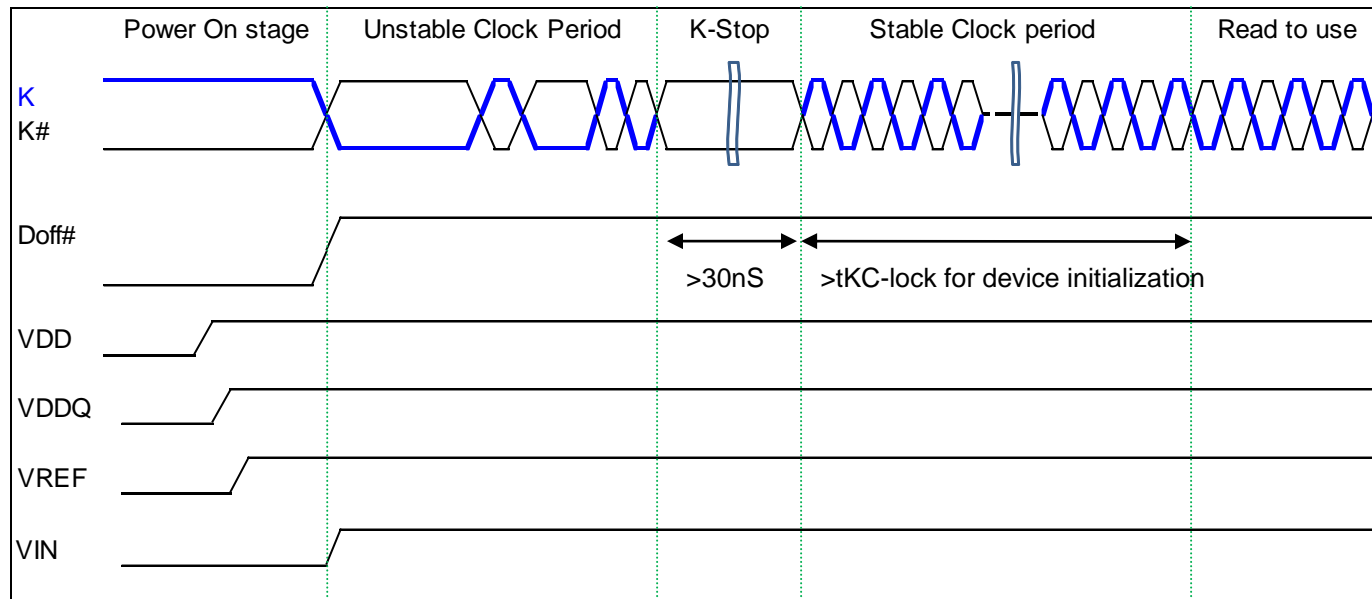 Power On stage
Unstable Clock Period
K-Stop
Stable Clock period
Read to use
K
K#
Doff#
>30nS
>tKC-lock for device initialization
VDD
VDDQ
VREF
VIN